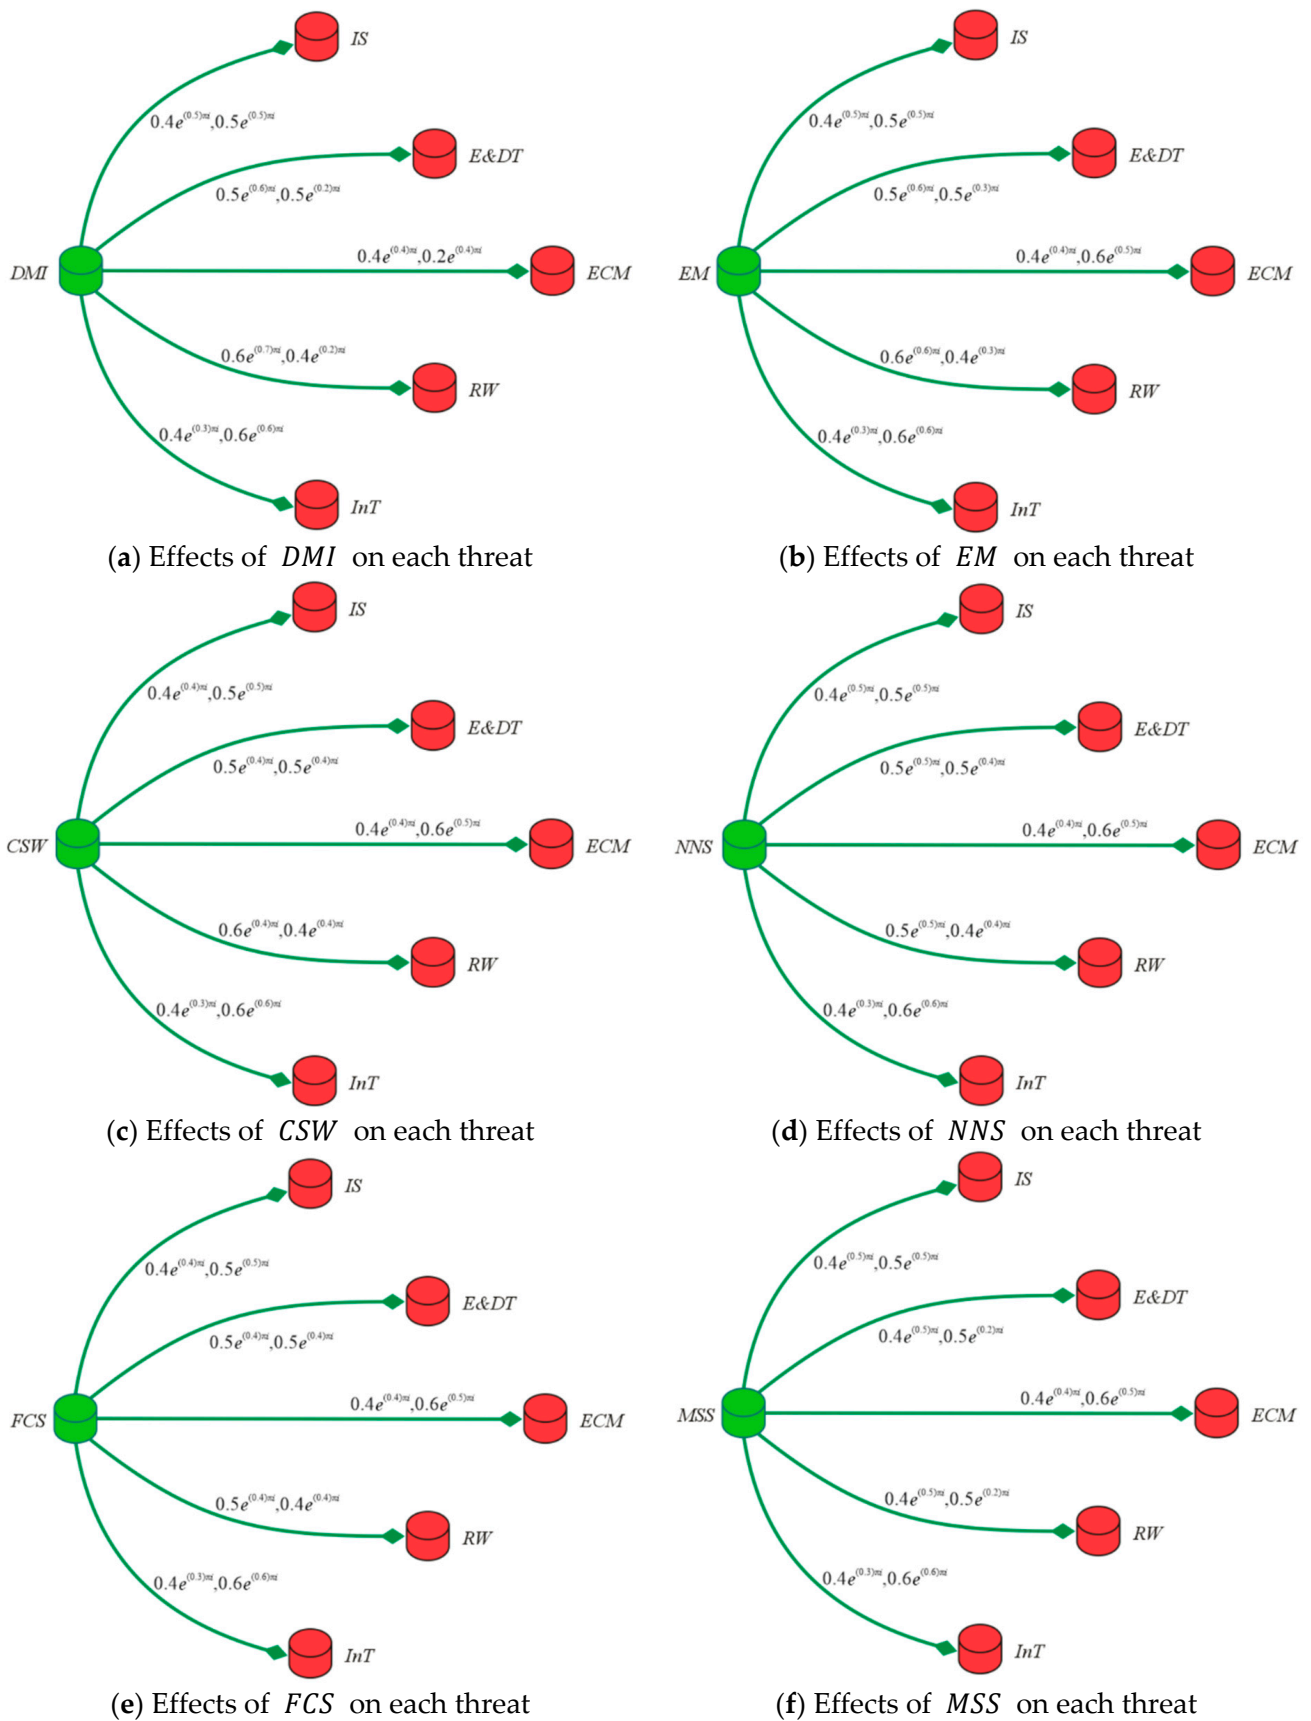 IS
0.4e^{(0.5)πi},0.5e^{(0.5)πi}
E&DT
0.5e^{(0.6)πi},0.5e^{(0.2)πi}
DMI
0.4e^{(0.4)πi},0.2e^{(0.4)πi}
ECM
0.6e^{(0.7)πi},0.4e^{(0.2)πi}
RW
0.4e^{(0.3)πi},0.6e^{(0.6)πi}
InT
(a) Effects of DMI on each threat
IS
0.4e^{(0.5)πi},0.5e^{(0.5)πi}
E&DT
0.5e^{(0.6)πi},0.5e^{(0.3)πi}
EM
0.4e^{(0.4)πi},0.6e^{(0.5)πi}
ECM
0.6e^{(0.6)πi},0.4e^{(0.3)πi}
RW
0.4e^{(0.3)πi},0.6e^{(0.6)πi}
InT
(b) Effects of EM on each threat
IS
0.4e^{(0.4)πi},0.5e^{(0.5)πi}
E&DT
0.5e^{(0.4)πi},0.5e^{(0.4)πi}
CSW
0.4e^{(0.4)πi},0.6e^{(0.5)πi}
ECM
0.6e^{(0.4)πi},0.4e^{(0.4)πi}
RW
0.4e^{(0.3)πi},0.6e^{(0.6)πi}
InT
(c) Effects of CSW on each threat
IS
0.4e^{(0.5)πi},0.5e^{(0.5)πi}
E&DT
0.5e^{(0.5)πi},0.5e^{(0.4)πi}
NNS
0.4e^{(0.4)πi},0.6e^{(0.5)πi}
ECM
0.5e^{(0.5)πi},0.4e^{(0.4)πi}
RW
0.4e^{(0.3)πi},0.6e^{(0.6)πi}
InT
(d) Effects of NNS on each threat
IS
0.4e^{(0.4)πi},0.5e^{(0.5)πi}
E&DT
0.5e^{(0.4)πi},0.5e^{(0.4)πi}
FCS
0.4e^{(0.4)πi},0.6e^{(0.5)πi}
ECM
0.5e^{(0.4)πi},0.4e^{(0.4)πi}
RW
0.4e^{(0.3)πi},0.6e^{(0.6)πi}
InT
(e) Effects of FCS on each threat
IS
0.4e^{(0.5)πi},0.5e^{(0.5)πi}
E&DT
0.4e^{(0.5)πi},0.5e^{(0.2)πi}
MSS
0.4e^{(0.4)πi},0.6e^{(0.5)πi}
ECM
0.4e^{(0.5)πi},0.5e^{(0.2)πi}
RW
0.4e^{(0.3)πi},0.6e^{(0.6)πi}
InT
(f) Effects of MSS on each threat